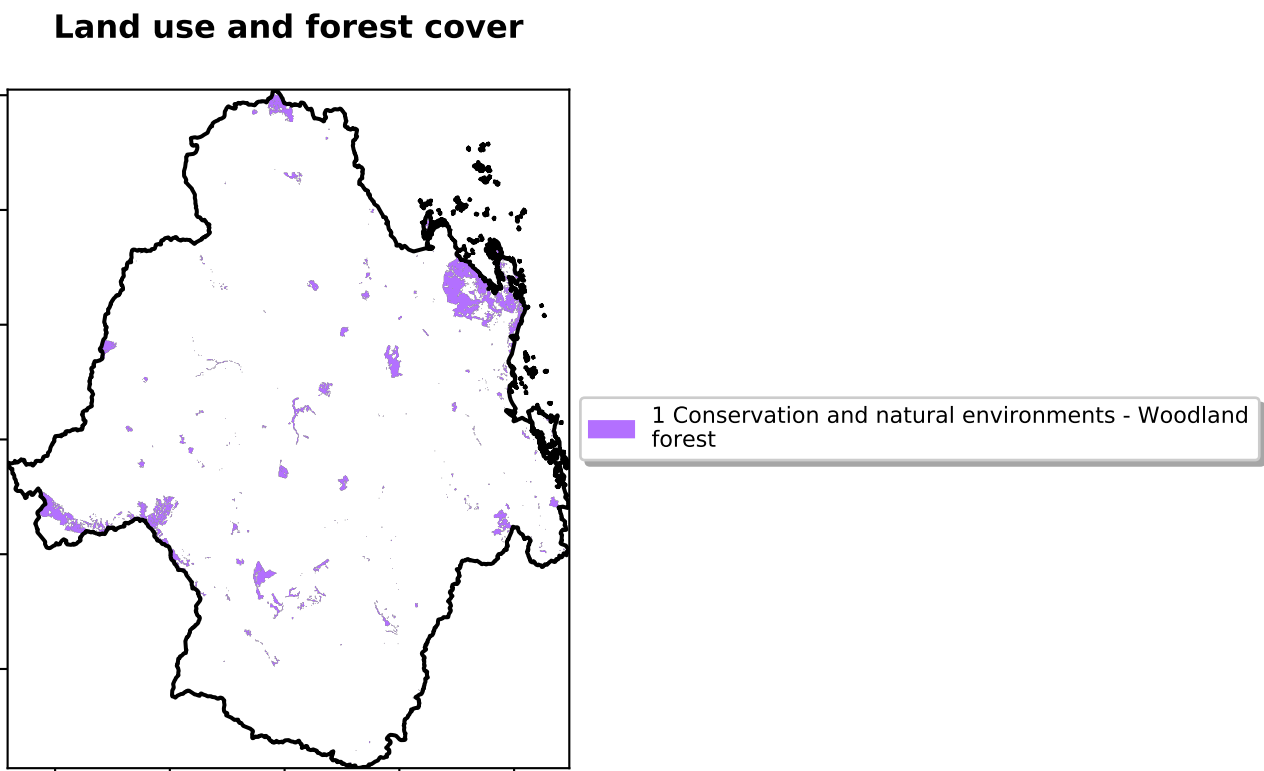 Land use and forest cover
1 Conservation and natural environments - Woodland
forest